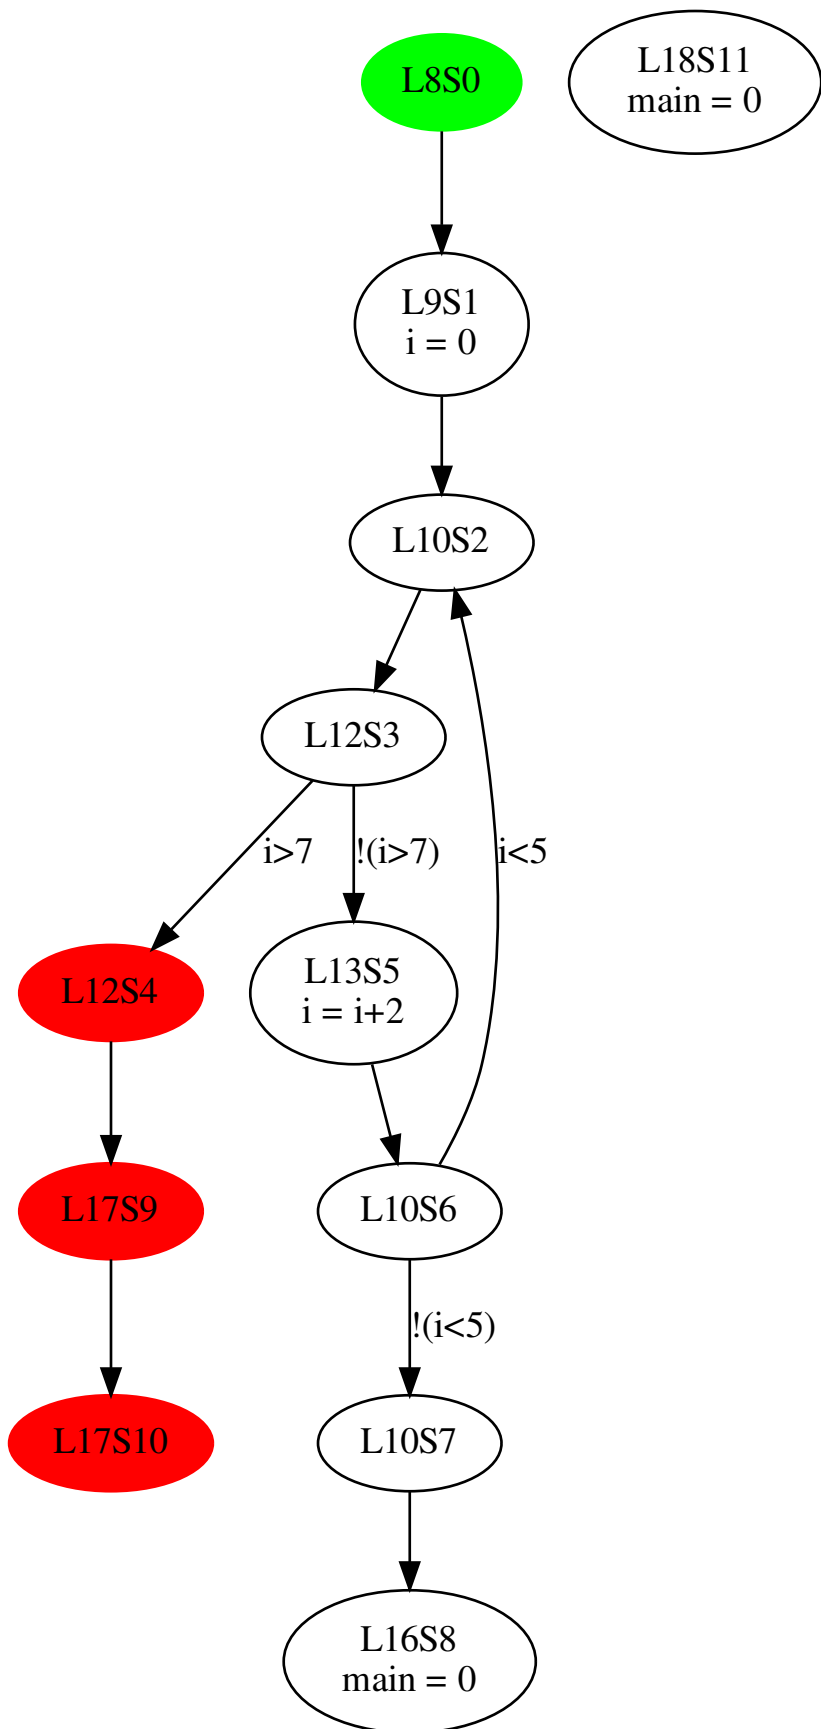 L8S0
L18S11
main = 0
L9S1
i = 0
L10S2
L12S3
i>7
!(i>7)
i<5
L12S4
L13S5
i = i+2
L17S9
L10S6
!(i<5)
L17S10
L10S7
L16S8
main = 0